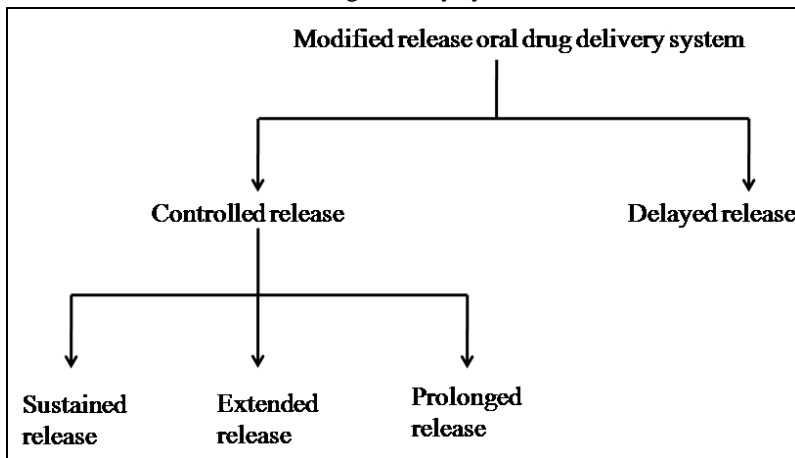 Modified release oral drug delivery system
Controlled release
Delayed release
Sustained
release
Extended
release
Prolonged
release